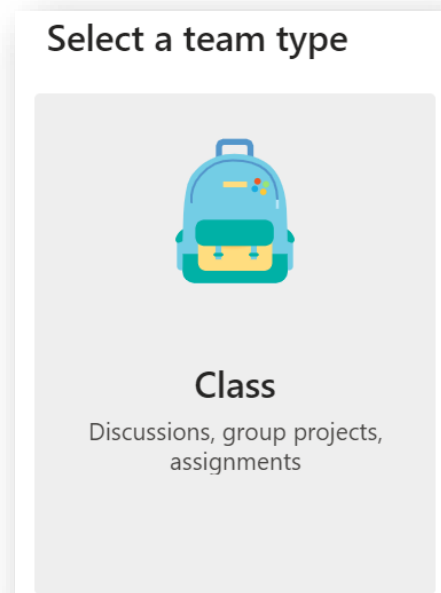 Select a team type
Class
Discussions, group projects,
assignments